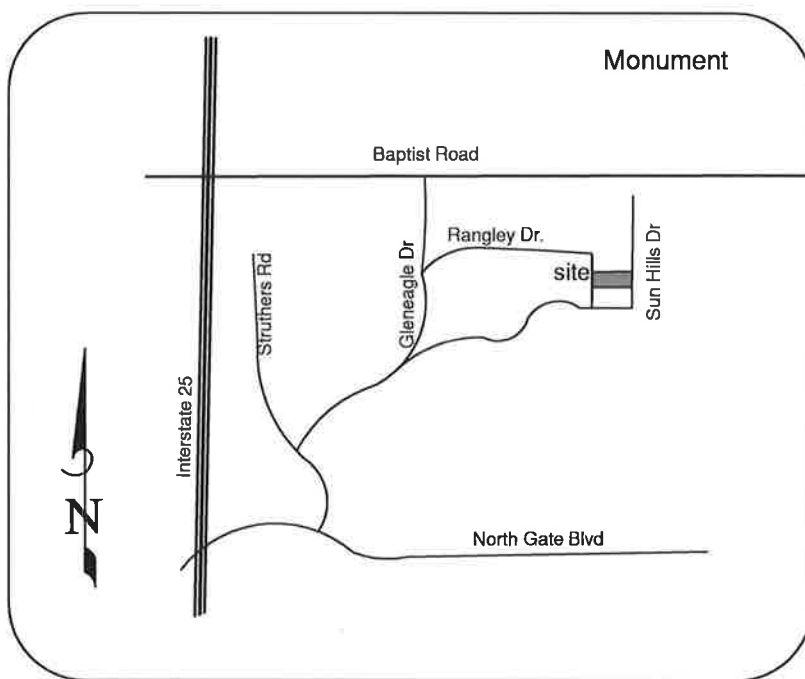 Monument
Baptist Road
Rangley Dr.
site
Sun Hills Dr
Gleneagle Dr
Struthers Rd
Interstate 25
N
North Gate Blvd